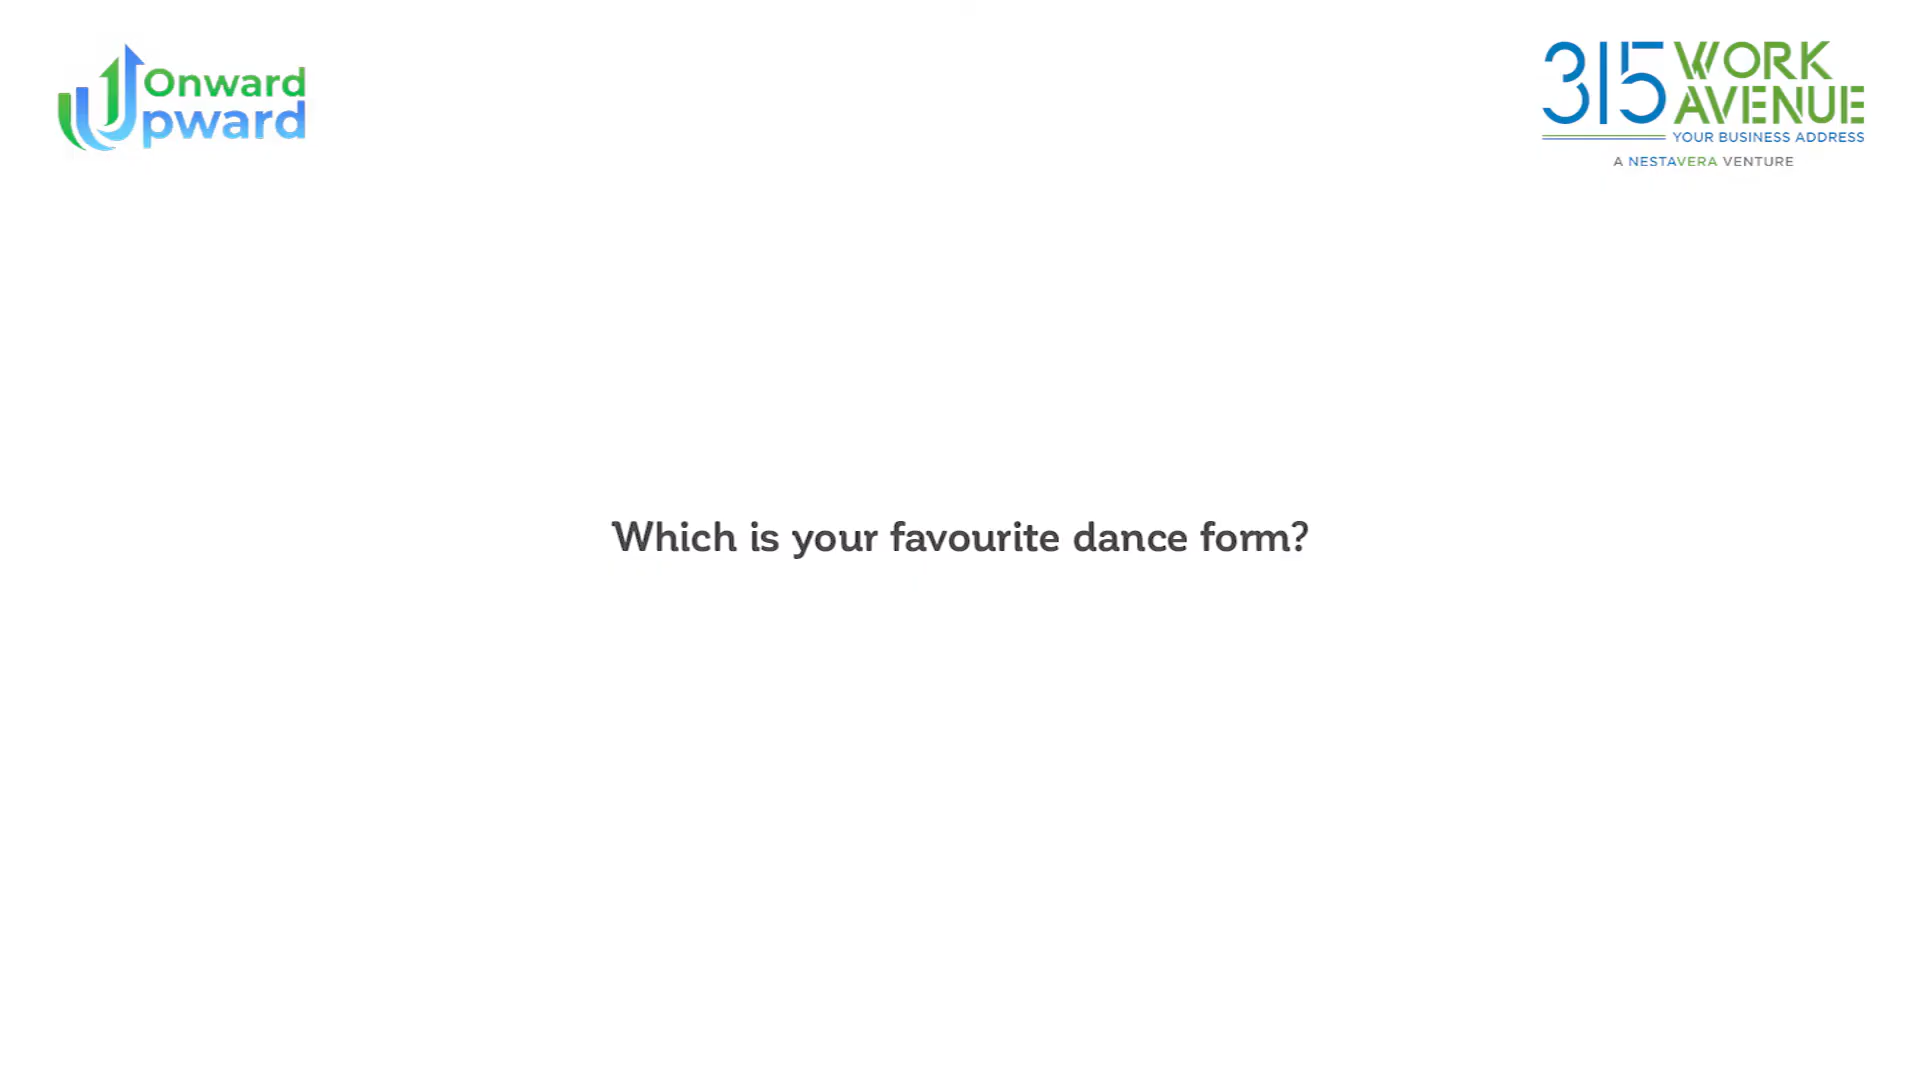 Onward
Upward
315 WORK
AVENUE
YOUR BUSINESS ADDRESS
A NESTAVERA VENTURE
Which is your favourite dance form?